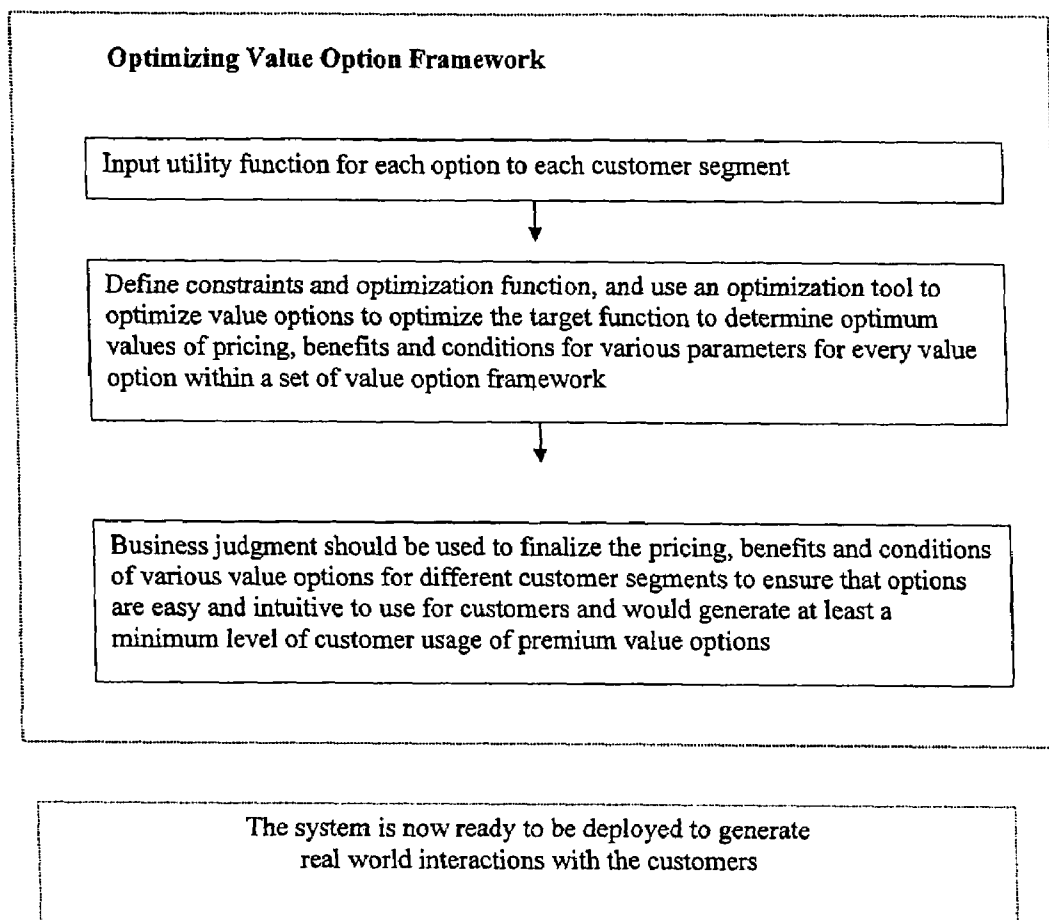 Optimizing Value Option Framework
Input utility function for each option to each customer segment
Define constraints and optimization function, and use an optimization tool to
optimize value options to optimize the target function to determine optimum
values of pricing, benefits and conditions for various parameters for every value
option within a set of value option framework
Business judgment should be used to finalize the pricing, benefits and conditions
of various value options for different customer segments to ensure that options
are easy and intuitive to use for customers and would generate at least a
minimum level of customer usage of premium value options
The system is now ready to be deployed to generate
real world interactions with the customers